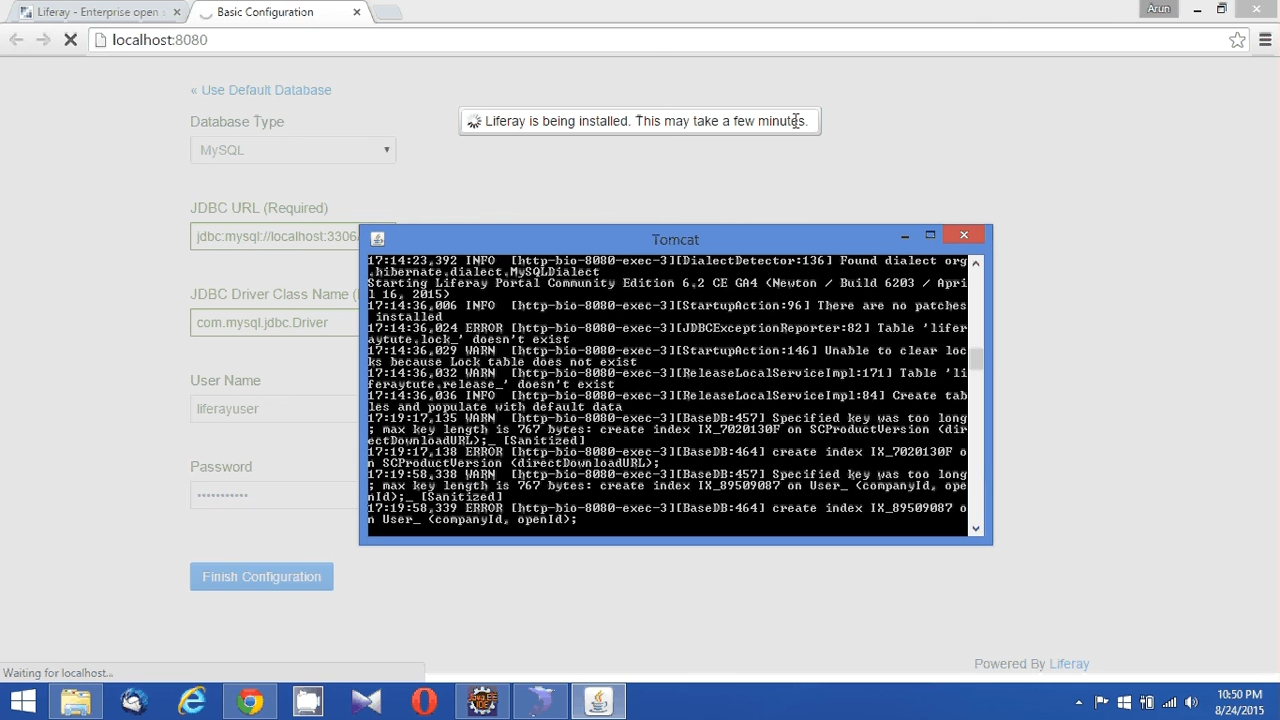 Liferay - Enterprise open s
Basic Configuration
Arun
localhost:8080
« Use Default Database
Database Type
Liferay is being installed. This may take a few minutes.
MySQL
JDBC URL (Required)
jdbc:mysql://localhost:3306/
Tomcat
17:14:23,392 INFO  [http-bio-8080-exec-3][DialectDetector:136] Found dialect org
.hibernate.dialect.MySQLDialect
Starting Liferay Portal Community Edition 6.2 CE GA4 (Newton / Build 6203 / Apri
l 16, 2015)
17:14:36,006 INFO  [http-bio-8080-exec-3][StartupAction:96] There are no patches
 installed
17:14:36,024 ERROR [http-bio-8080-exec-3][JDBCExceptionReporter:82] Table 'lifer
aytute.lock_' doesn't exist
17:14:36,029 WARN  [http-bio-8080-exec-3][StartupAction:146] Unable to clear loc
ks because Lock table does not exist
17:14:36,032 WARN  [http-bio-8080-exec-3][ReleaseLocalServiceImpl:171] Table 'li
feraytute.release_' doesn't exist
17:14:36,036 INFO  [http-bio-8080-exec-3][ReleaseLocalServiceImpl:84] Create tab
les and populate with default data
17:19:17,135 WARN  [http-bio-8080-exec-3][BaseDB:457] Specified key was too long
; max key length is 767 bytes: create index IX_7020130F on SCProductVersion (dir
ectDownloadURL);_ [Sanitized]
17:19:17,138 ERROR [http-bio-8080-exec-3][BaseDB:464] create index IX_7020130F o
n SCProductVersion (directDownloadURL);
17:19:58,338 WARN  [http-bio-8080-exec-3][BaseDB:457] Specified key was too long
; max key length is 767 bytes: create index IX_89509087 on User_ (companyId, ope
nId);_ [Sanitized]
17:19:58,339 ERROR [http-bio-8080-exec-3][BaseDB:464] create index IX_89509087 o
n User_ (companyId, openId);
JDBC Driver Class Name (
com.mysql.jdbc.Driver
User Name
liferayuser
Password
Finish Configuration
Powered By Liferay
Waiting for localhost...
10:50 PM
8/24/2015